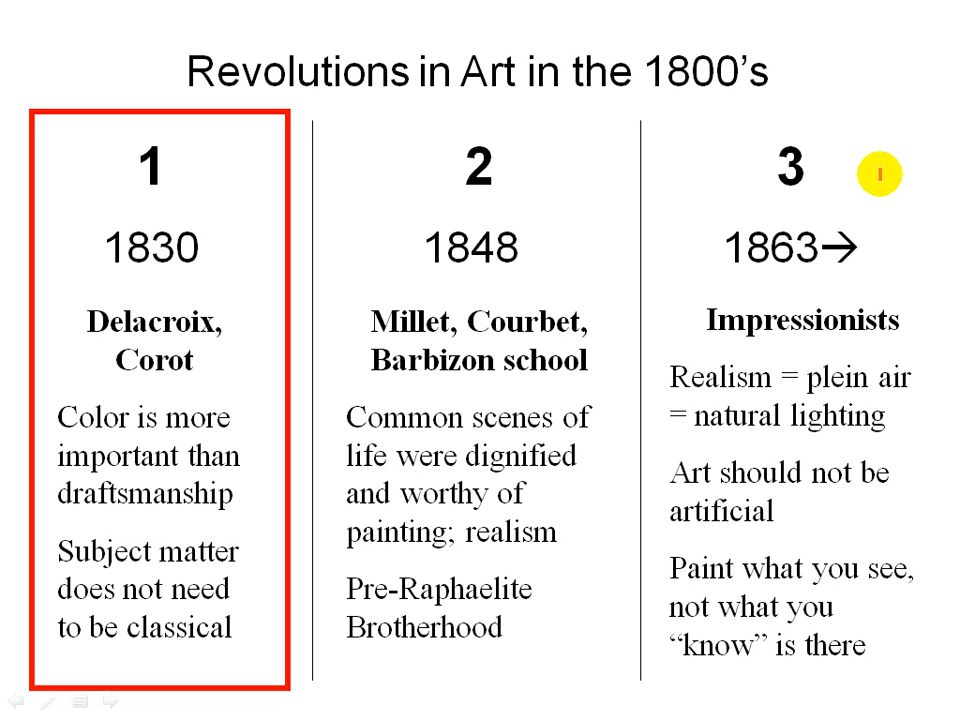 Revolutions in Art in the 1800's
1
1830
Delacroix,
Corot
Color is more
important than
draftsmanship
Subject matter
does not need
to be classical
2
1848
Millet, Courbet,
Barbizon school
Common scenes of
life were dignified
and worthy of
painting; realism
Pre-Raphaelite
Brotherhood
3
1863→
Impressionists
Realism = plein air
= natural lighting
Art should not be
artificial
Paint what you see,
not what you
“know” is there